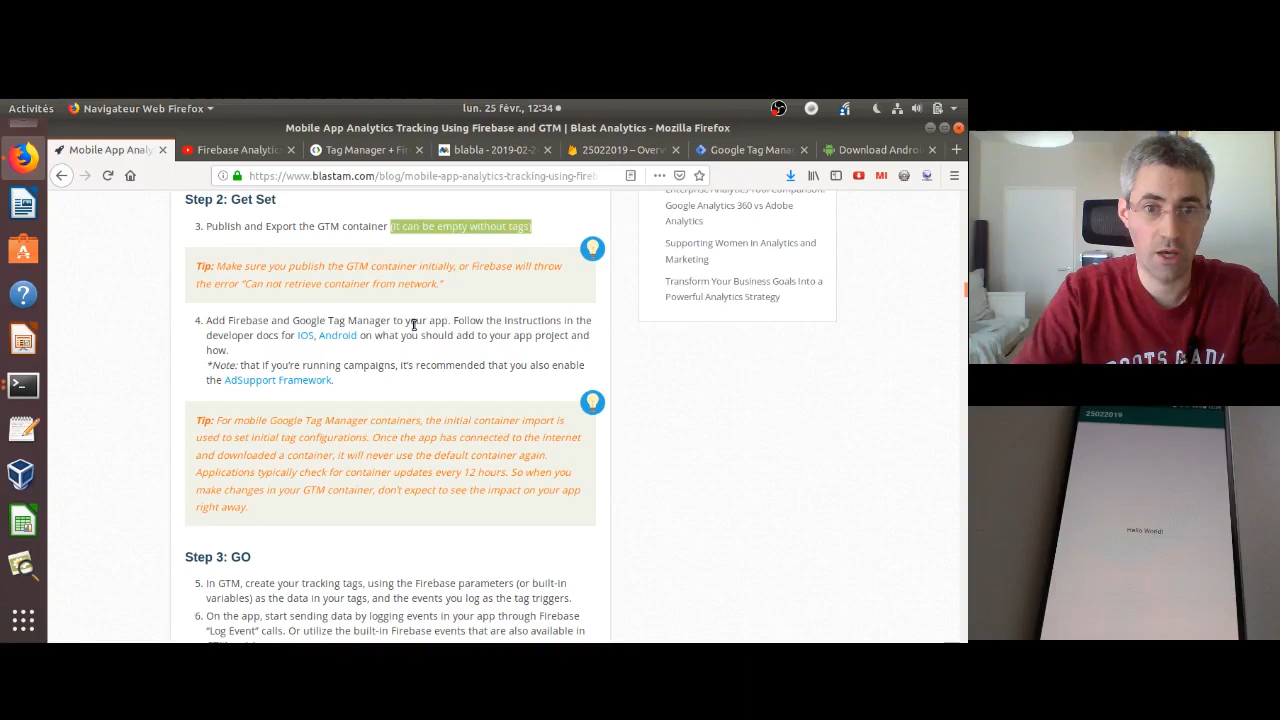 Activités
Navigateur Web Firefox
lun. 25 févr., 12:34
Mobile App Analytics Tracking Using Firebase and GTM | Blast Analytics - Mozilla Firefox
Mobile App Analy
Firebase Analytic
Tag Manager + Fir
blabla - 2019-02-2
25022019 – Overv
Google Tag Mana
Download Androi
https://www.blastam.com/blog/mobile-app-analytics-tracking-using-fireb
MI
Step 2: Get Set
3. Publish and Export the GTM container (it can be empty without tags)
Tip: Make sure you publish the GTM container initially, or Firebase will throw
the error “Can not retrieve container from network.”
4. Add Firebase and Google Tag Manager to your app. Follow the instructions in the
developer docs for iOS, Android on what you should add to your app project and
how.
*Note: that if you’re running campaigns, it’s recommended that you also enable
the AdSupport Framework.
Tip: For mobile Google Tag Manager containers, the initial container import is
used to set initial tag configurations. Once the app has connected to the internet
and downloaded a container, it will never use the default container again.
Applications typically check for container updates every 12 hours. So when you
make changes in your GTM container, don’t expect to see the impact on your app
right away.
Step 3: GO
5. In GTM, create your tracking tags, using the Firebase parameters (or built-in
variables) as the data in your tags, and the events you log as the tag triggers.
6. On the app, start sending data by logging events in your app through Firebase
“Log Event” calls. Or utilize the built-in Firebase events that are also available in
Enterprise Analytics Tool Comparison:
Google Analytics 360 vs Adobe
Analytics
Supporting Women in Analytics and
Marketing
Transform Your Business Goals Into a
Powerful Analytics Strategy
ROOTS
25022019
Hello World!